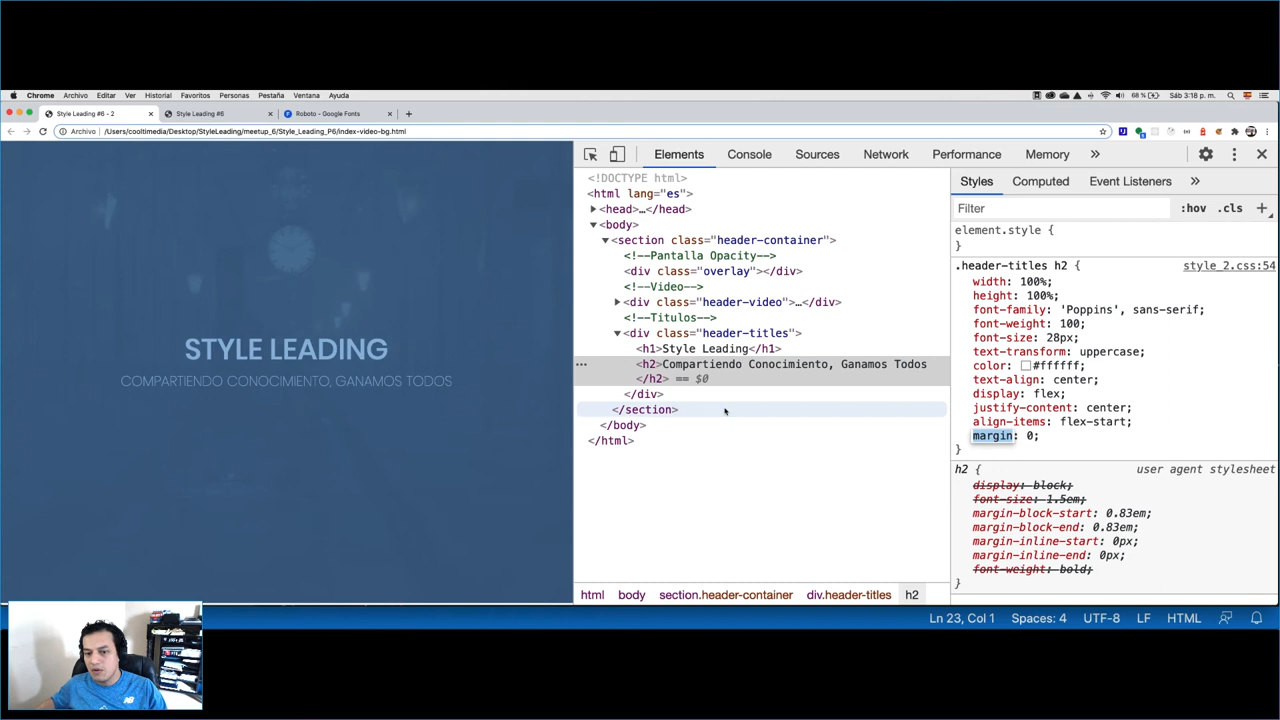 Chrome Archivo Editar Ver Historial Favoritos Personas Pestaña Ventana Ayuda
68 % Sáb 3:18 p. m.
Style Leading #6 - 2
Style Leading #6
Roboto - Google Fonts
Archivo /Users/cooltimedia/Desktop/StyleLeading/meetup_6/Style_Leading_P6/index-video-bg.html
STYLE LEADING
COMPARTIENDO CONOCIMIENTO, GANAMOS TODOS
Elements Console Sources Network Performance Memory
<!DOCTYPE html>
<html lang="es">
<head>…</head>
<body>
<section class="header-container">
<!--Pantalla Opacity-->
<div class="overlay"></div>
<!--Video-->
<div class="header-video">…</div>
<!--Titulos-->
<div class="header-titles">
<h1>Style Leading</h1>
<h2>Compartiendo Conocimiento, Ganamos Todos
</h2> == $0
</div>
</section>
</body>
</html>
html body section.header-container div.header-titles h2
Styles Computed Event Listeners
Filter :hov .cls +
element.style {
}
.header-titles h2 { style_2.css:54
width: 100%;
height: 100%;
font-family: 'Poppins', sans-serif;
font-weight: 100;
font-size: 28px;
text-transform: uppercase;
color: #ffffff;
text-align: center;
display: flex;
justify-content: center;
align-items: flex-start;
margin: 0;
}
h2 { user agent stylesheet
display: block;
font-size: 1.5em;
margin-block-start: 0.83em;
margin-block-end: 0.83em;
margin-inline-start: 0px;
margin-inline-end: 0px;
font-weight: bold;
}
Ln 23, Col 1 Spaces: 4 UTF-8 LF HTML